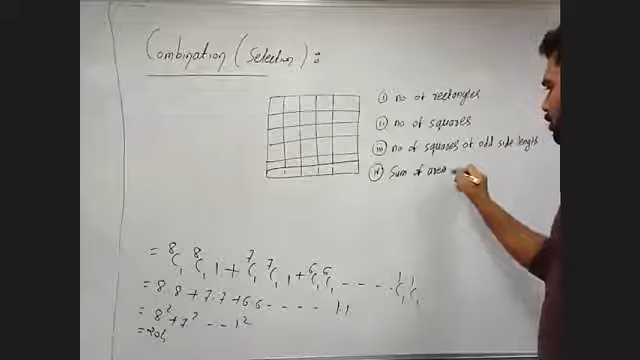 Combination (Selection) :
(i) no of rectangles
(ii) no of squares
(iii) no of squares of odd side length
(iv) Sum of area
= ⁸C₁ ⁸C₁ 1 + ⁷C₁ ⁷C₁ 1 + ⁶C₁ ⁶C₁ ---- ¹C₁ ¹C₁
= 8.8 + 7.7 + 6.6 ---- 1.1
= 8² + 7² -- 1²
= 204